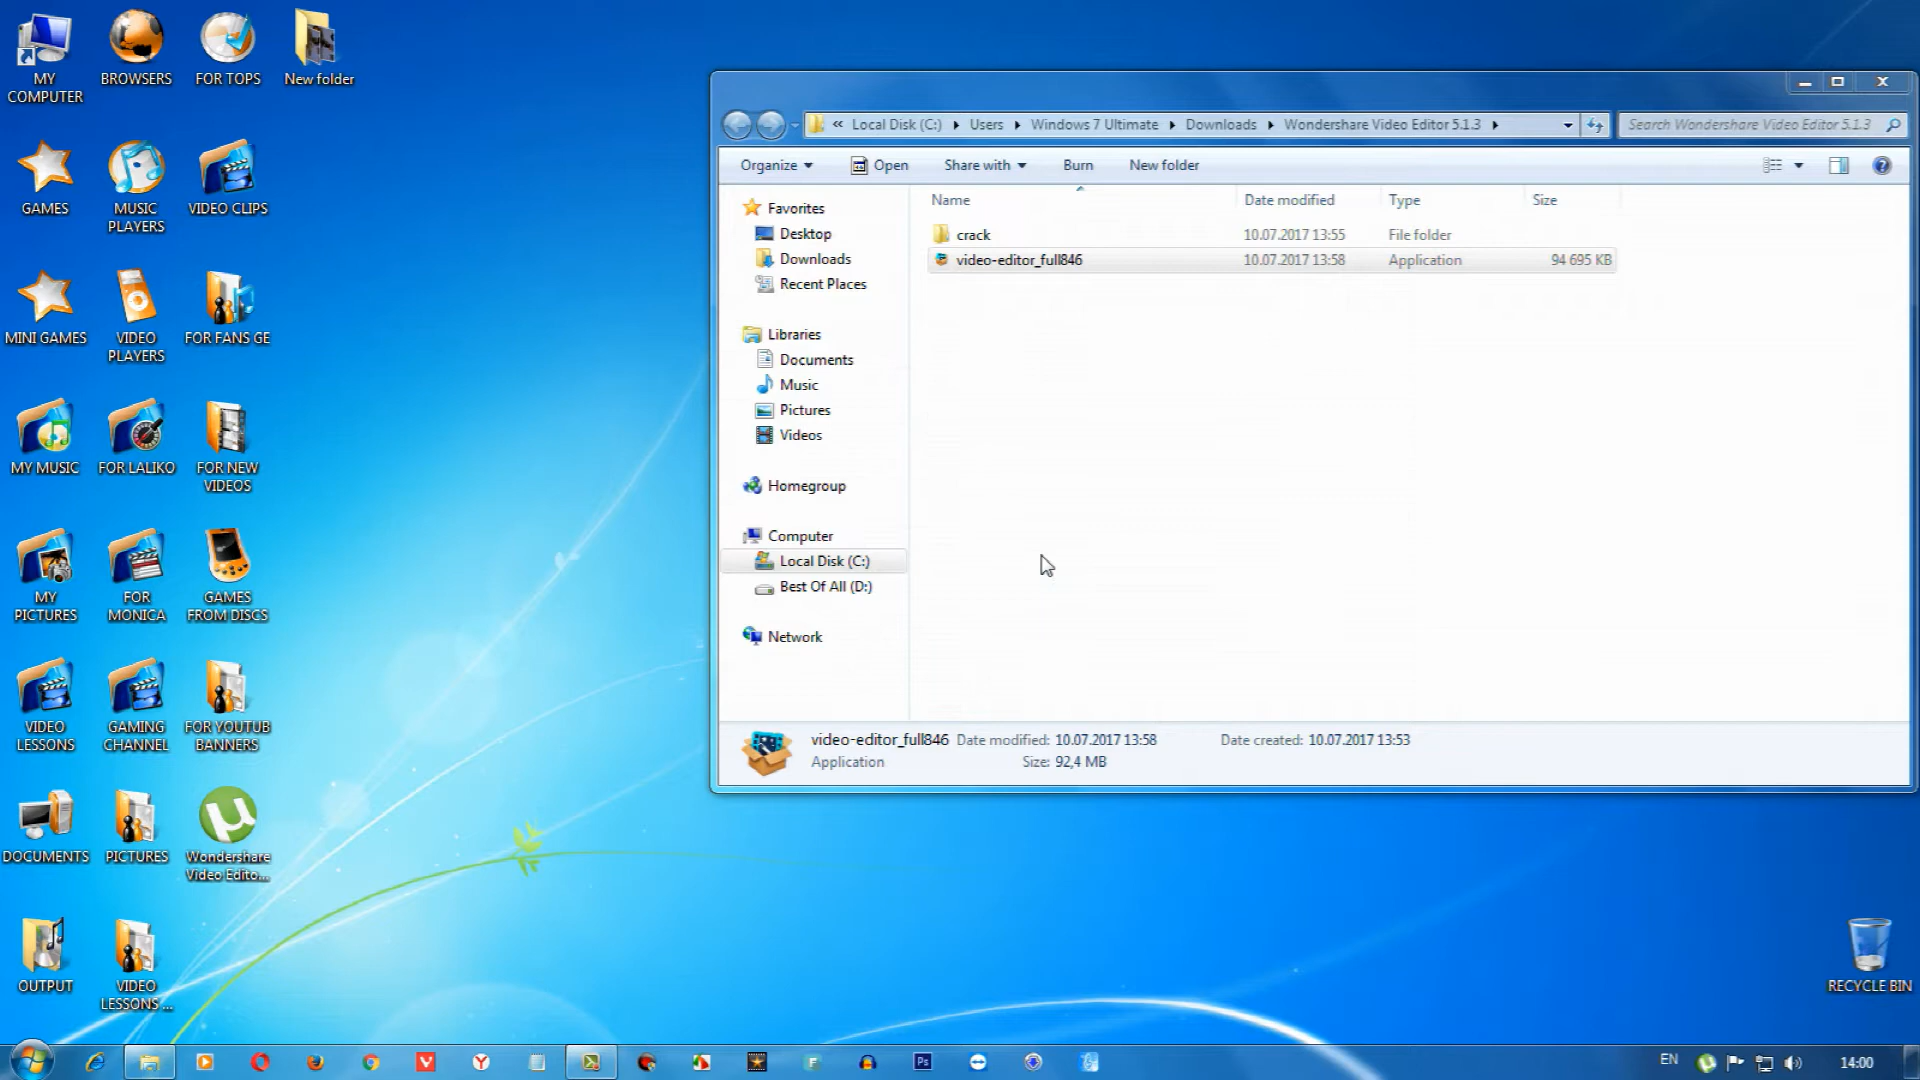 MY
COMPUTER
BROWSERS
FOR TOPS
New folder
GAMES
MUSIC
PLAYERS
VIDEO CLIPS
MINI GAMES
VIDEO
PLAYERS
FOR FANS GE
MY MUSIC
FOR LALIKO
FOR NEW
VIDEOS
MY
PICTURES
FOR
MONICA
GAMES
FROM DISCS
VIDEO
LESSONS
GAMING
CHANNEL
FOR YOUTUB
BANNERS
DOCUMENTS
PICTURES
Wondershare
Video Edito...
OUTPUT
VIDEO
LESSONS ...
« Local Disk (C:) Users Windows 7 Ultimate Downloads Wondershare Video Editor 5.1.3
Search Wondershare Video Editor 5.1.3
Organize Open Share with Burn New folder
Name Date modified Type Size
crack 10.07.2017 13:55 File folder
video-editor_full846 10.07.2017 13:58 Application 94 695 KB
Favorites
Desktop
Downloads
Recent Places
Libraries
Documents
Music
Pictures
Videos
Homegroup
Computer
Local Disk (C:)
Best Of All (D:)
Network
video-editor_full846 Date modified: 10.07.2017 13:58 Date created: 10.07.2017 13:53
Application Size: 92,4 MB
RECYCLE BIN
Ps
EN
14:00